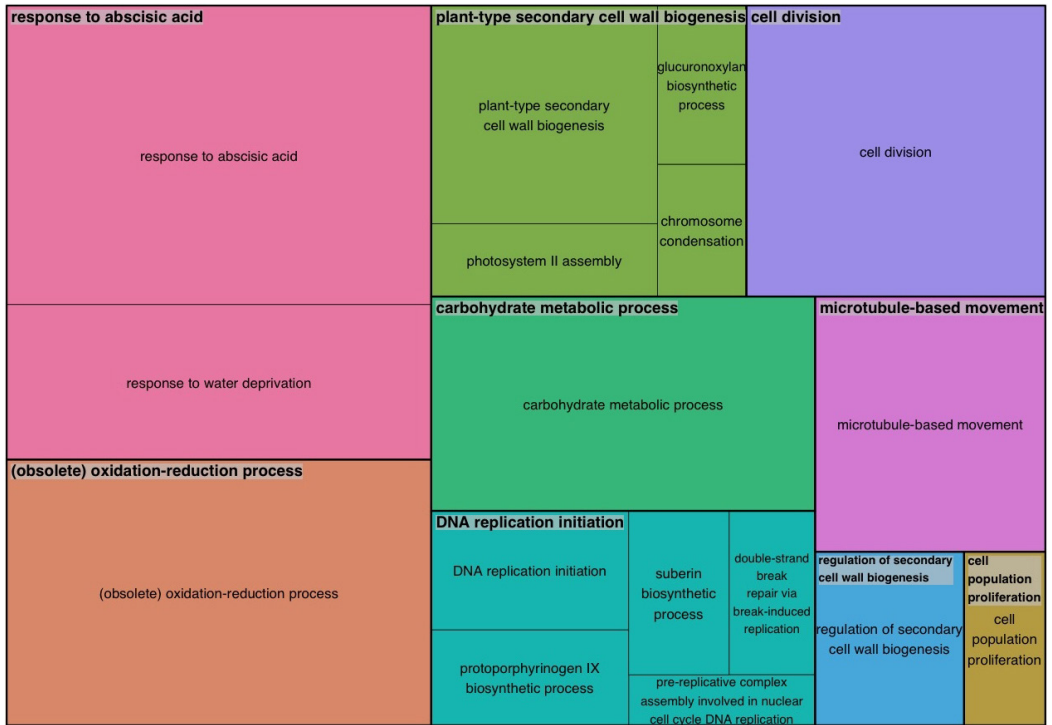 response to abscisic acid
response to abscisic acid
response to water deprivation
(obsolete) oxidation-reduction process
(obsolete) oxidation-reduction process
plant-type secondary cell wall biogenesis
plant-type secondary
cell wall biogenesis
glucuronoxylan
biosynthetic
process
photosystem II assembly
chromosome
condensation
cell division
cell division
carbohydrate metabolic process
carbohydrate metabolic process
microtubule-based movement
microtubule-based movement
DNA replication initiation
DNA replication initiation
protoporphyrinogen IX
biosynthetic process
suberin
biosynthetic
process
double-strand
break
repair via
break-induced
replication
pre-replicative complex
assembly involved in nuclear
cell cycle DNA replication
regulation of secondary
cell wall biogenesis
regulation of secondary
cell wall biogenesis
cell
population
proliferation
cell
population
proliferation